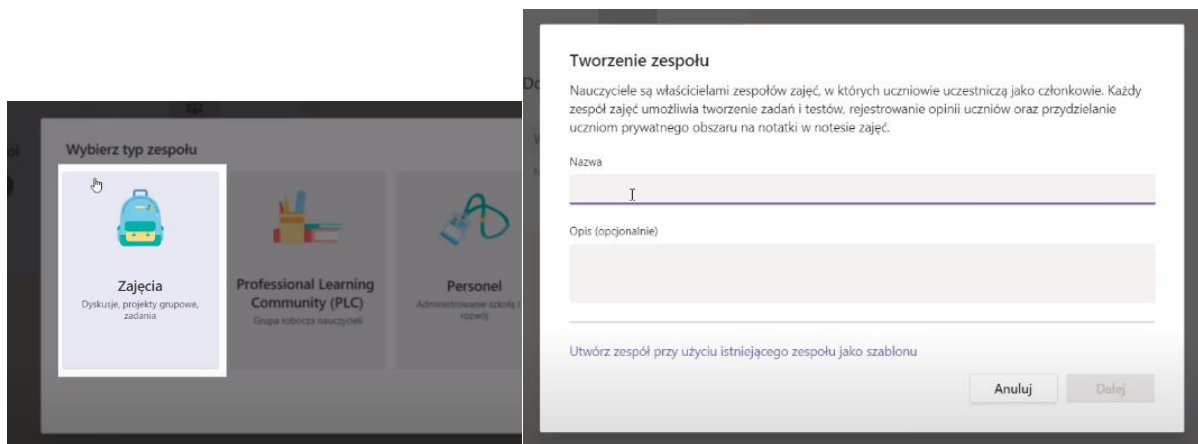 Wybierz typ zespołu
Zajęcia
Dyskusje, projekty grupowe,
zadania
Professional Learning
Community (PLC)
Grupa robocza nauczycieli
Personel
Administrowanie szkołą i
rozwój
Tworzenie zespołu
Nauczyciele są właścicielami zespołów zajęć, w których uczniowie uczestniczą jako członkowie. Każdy
zespół zajęć umożliwia tworzenie zadań i testów, rejestrowanie opinii uczniów oraz przydzielanie
uczniom prywatnego obszaru na notatki w notesie zajęć.
Nazwa
Opis (opcjonalnie)
Utwórz zespół przy użyciu istniejącego zespołu jako szablonu
Anuluj
Dalej